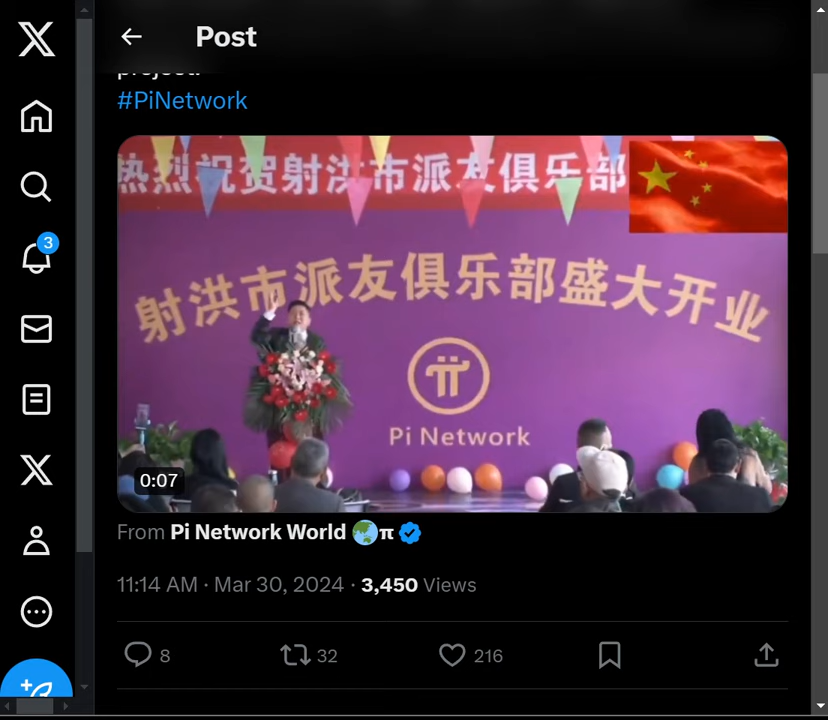 Post
project.
#PiNetwork
热烈祝贺射洪市派友俱乐部
射洪市派友俱乐部盛大开业
Pi Network
0:07
From Pi Network World 🌏π
11:14 AM · Mar 30, 2024 · 3,450 Views
8
32
216
3